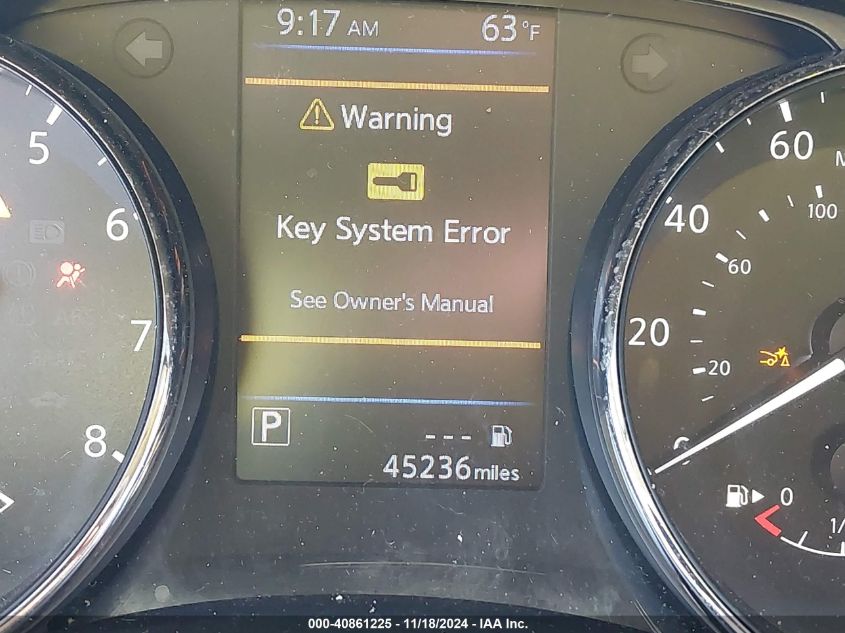 9:17 AM 63°F
Warning
Key System Error
See Owner's Manual
P
---
45236 miles
5
6
7
8
60
40
20
0
100
60
20
0
000-40861225 - 11/18/2024 - IAA Inc.